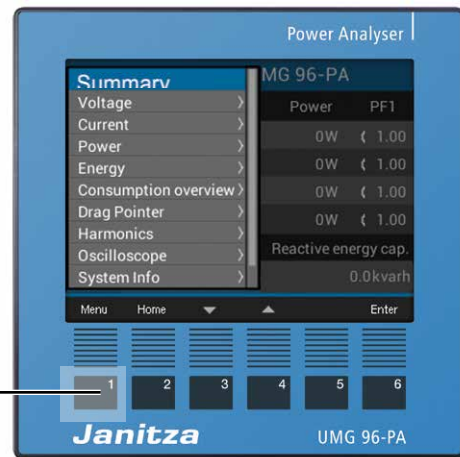 Power Analyser
Summary
MG 96-PA
Voltage
Current
Power
Energy
Consumption overview
Drag Pointer
Harmonics
Oscilloscope
System Info
Power PF1
0W 1.00
0W 1.00
0W 1.00
0W 1.00
Reactive energy cap.
0.0kvarh
Menu Home Enter
1 2 3 4 5 6
Janitza UMG 96-PA